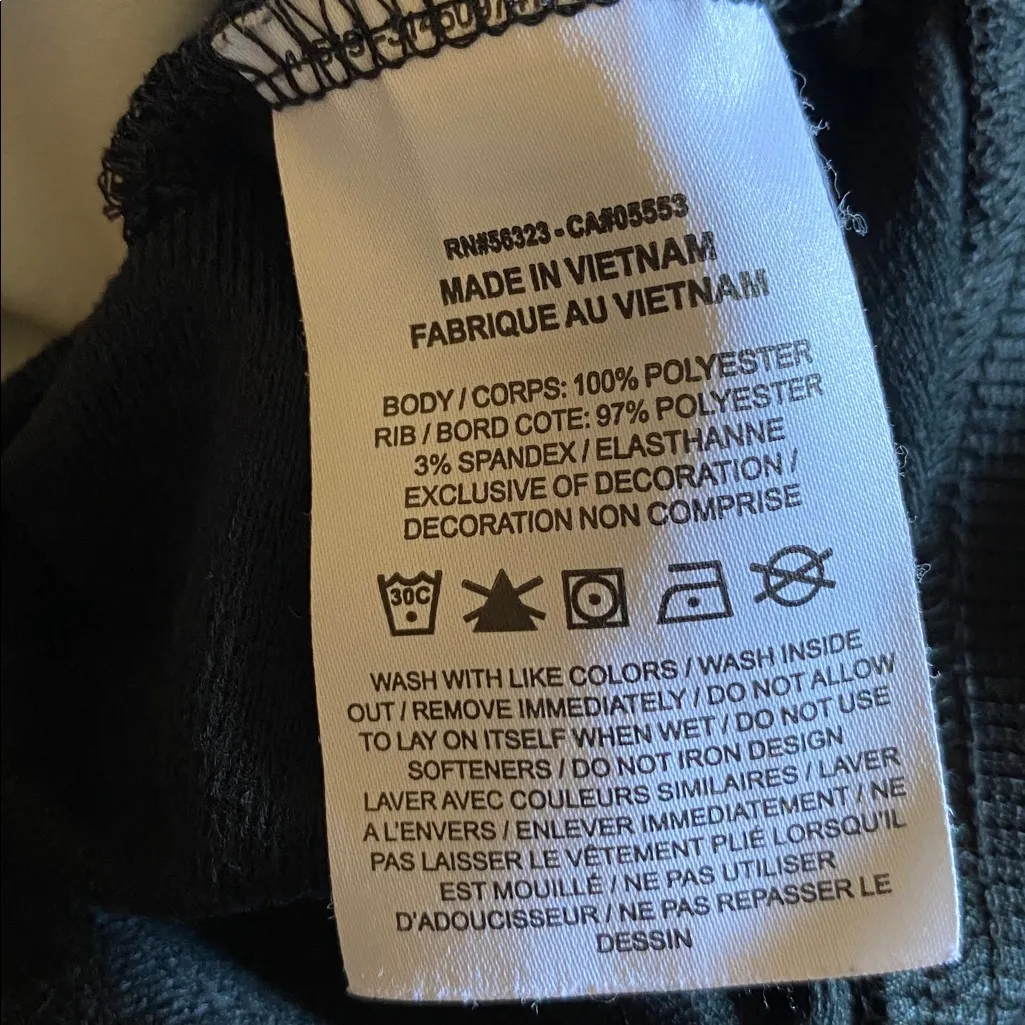 RN#56323 - CA#05553
MADE IN VIETNAM
FABRIQUE AU VIETNAM
BODY / CORPS: 100% POLYESTER
RIB / BORD COTE: 97% POLYESTER
3% SPANDEX / ELASTHANNE
EXCLUSIVE OF DECORATION /
DECORATION NON COMPRISE
30C
WASH WITH LIKE COLORS / WASH INSIDE
OUT / REMOVE IMMEDIATELY / DO NOT ALLOW
TO LAY ON ITSELF WHEN WET / DO NOT USE
SOFTENERS / DO NOT IRON DESIGN
LAVER AVEC COULEURS SIMILAIRES / LAVER
A L'ENVERS / ENLEVER IMMEDIATEMENT / NE
PAS LAISSER LE VÊTEMENT PLIÉ LORSQU'IL
EST MOUILLÉ / NE PAS UTILISER
D'ADOUCISSEUR / NE PAS REPASSER LE
DESSIN